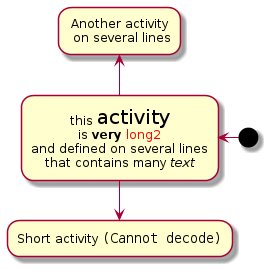 Another activity
on several lines
this activity
is very long2
and defined on several lines
that contains many text
Short activity (Cannot decode)